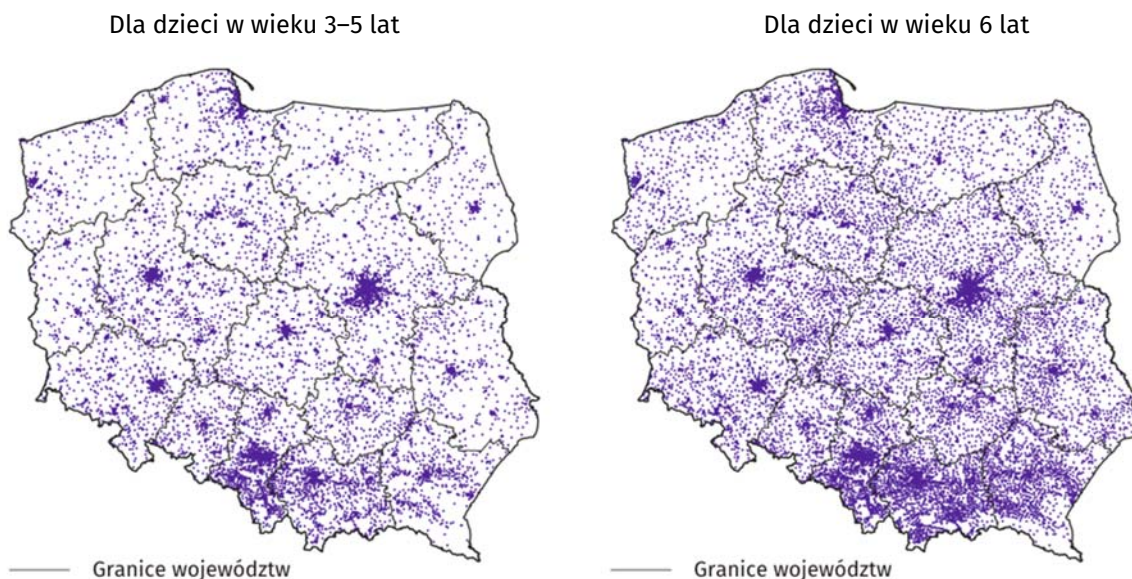 Dla dzieci w wieku 3–5 lat
Dla dzieci w wieku 6 lat
Granice województw
Granice województw